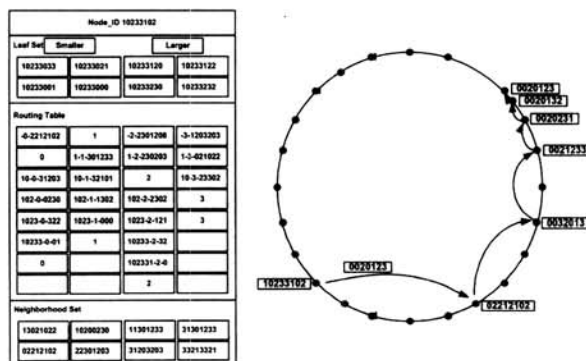 Node_ID 10233102
Leaf Set Smaller Larger
10233033 10233021 10233120 10233122
10233001 10233000 10233230 10233232
Routing Table
-0-2212102 1 -2-2301208 -3-1203203
0 1-1-301233 1-2-230203 1-3-021022
10-0-31203 10-1-32101 2 10-3-23302
102-0-0230 102-1-1302 102-2-2302 3
1023-0-322 1023-1-000 1023-2-121 3
10233-0-01 1 10233-2-32
0 102331-2-0
2
Neighborhood Set
13021022 10200230 11301233 31301233
02212102 22301203 31203203 33213321
0020123
0020132
0020231
0021233
0032013
0020123
10233102
02212102